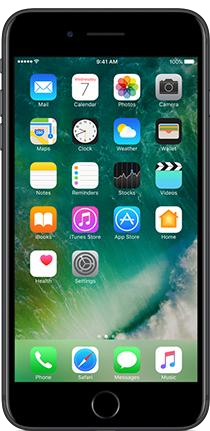 9:41 AM 100%
Wednesday
7
Mail Calendar Photos Camera
Maps Clock Weather Wallet
Notes Reminders Stocks Videos
iBooks iTunes Store App Store Home
Health Settings
Phone Safari Messages Music